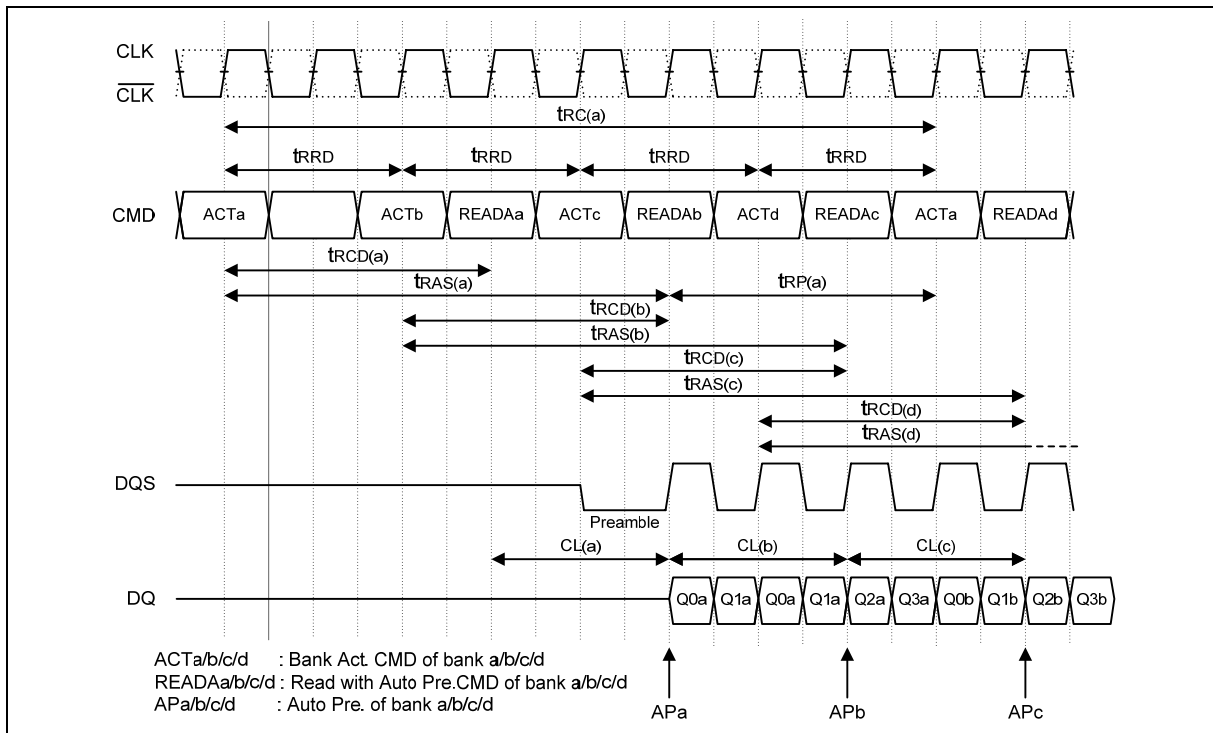 CLK
CLK
tRC(a)
tRRD tRRD tRRD tRRD
CMD ACTa ACTb READAa ACTc READAb ACTd READAc ACTa READAd
tRCD(a)
tRAS(a) tRP(a)
tRCD(b)
tRAS(b)
tRCD(c)
tRAS(c)
tRCD(d)
tRAS(d)
DQS
Preamble
CL(a) CL(b) CL(c)
DQ Q0a Q1a Q0a Q1a Q2a Q3a Q0b Q1b Q2b Q3b
ACTa/b/c/d : Bank Act. CMD of bank a/b/c/d
READAa/b/c/d : Read with Auto Pre.CMD of bank a/b/c/d
APa/b/c/d : Auto Pre. of bank a/b/c/d
APa APb APc